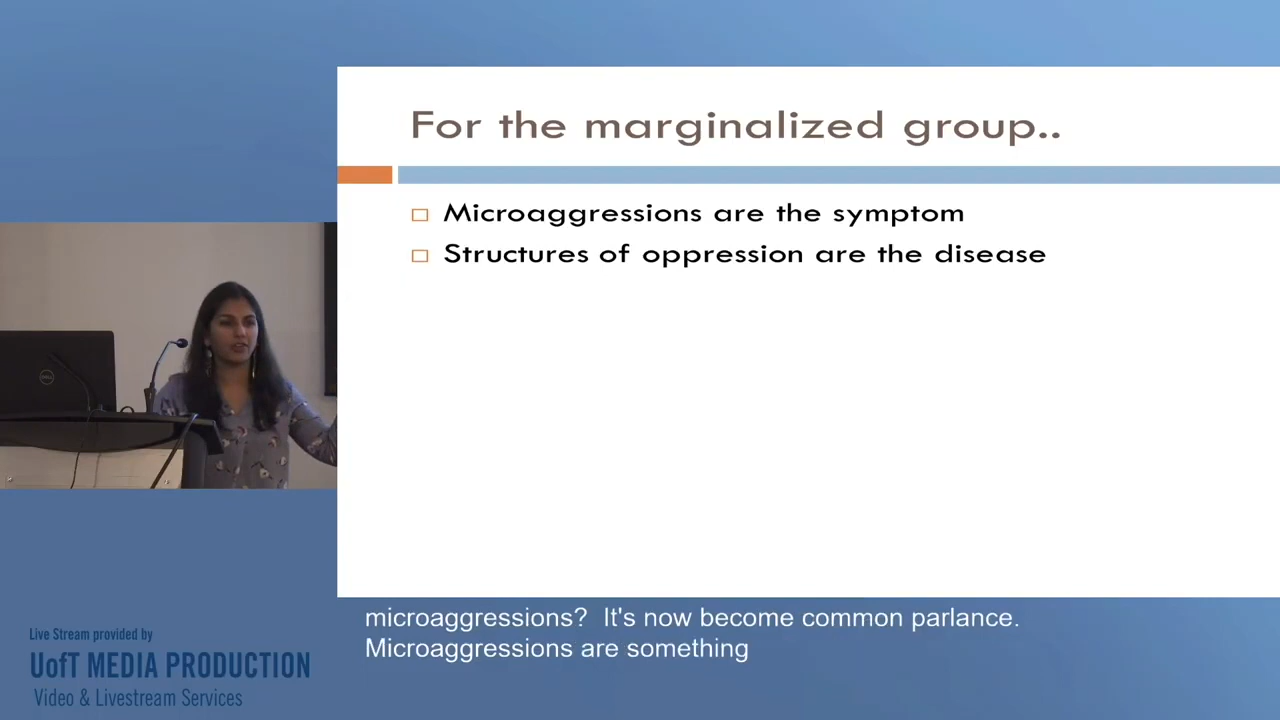 For the marginalized group..
Microaggressions are the symptom
Structures of oppression are the disease
microaggressions?  It's now become common parlance.
Microaggressions are something
Live Stream provided by
UofT MEDIA PRODUCTION
Video & Livestream Services